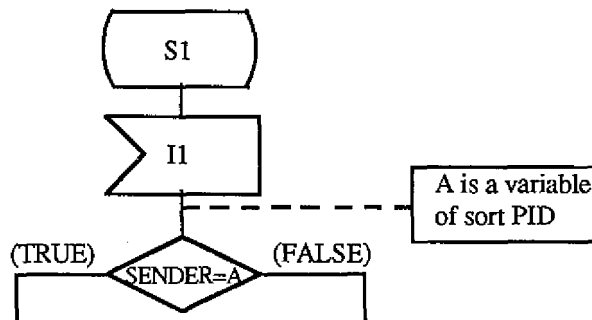 S1
I1
A is a variable
of sort PID
(TRUE)
(FALSE)
SENDER=A